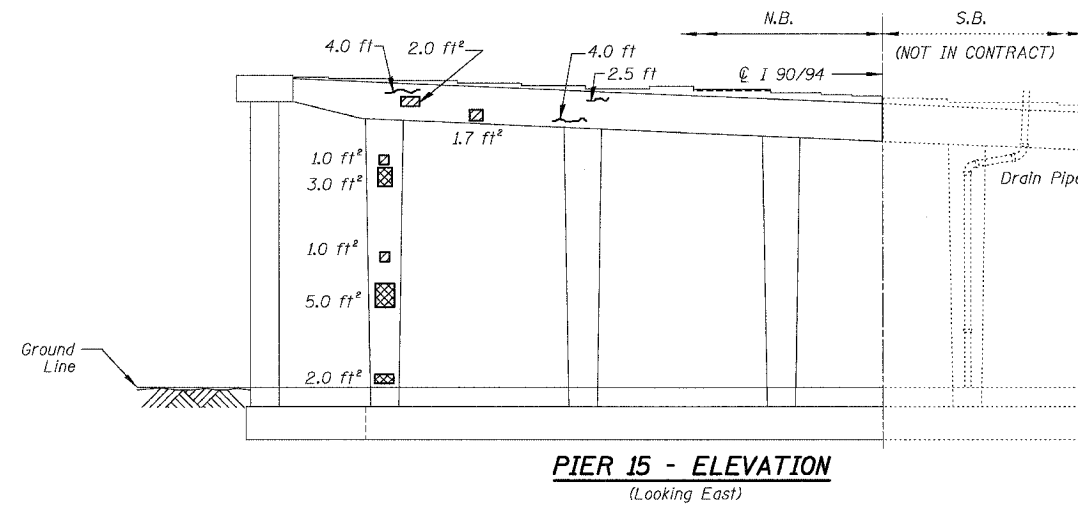 N.B.
S.B.
(NOT IN CONTRACT)
℄ I 90/94
4.0 ft
2.0 ft²
4.0 ft
2.5 ft
1.7 ft²
1.0 ft²
3.0 ft²
1.0 ft²
5.0 ft²
2.0 ft²
Drain Pipe
Ground
Line
PIER 15 - ELEVATION
(Looking East)